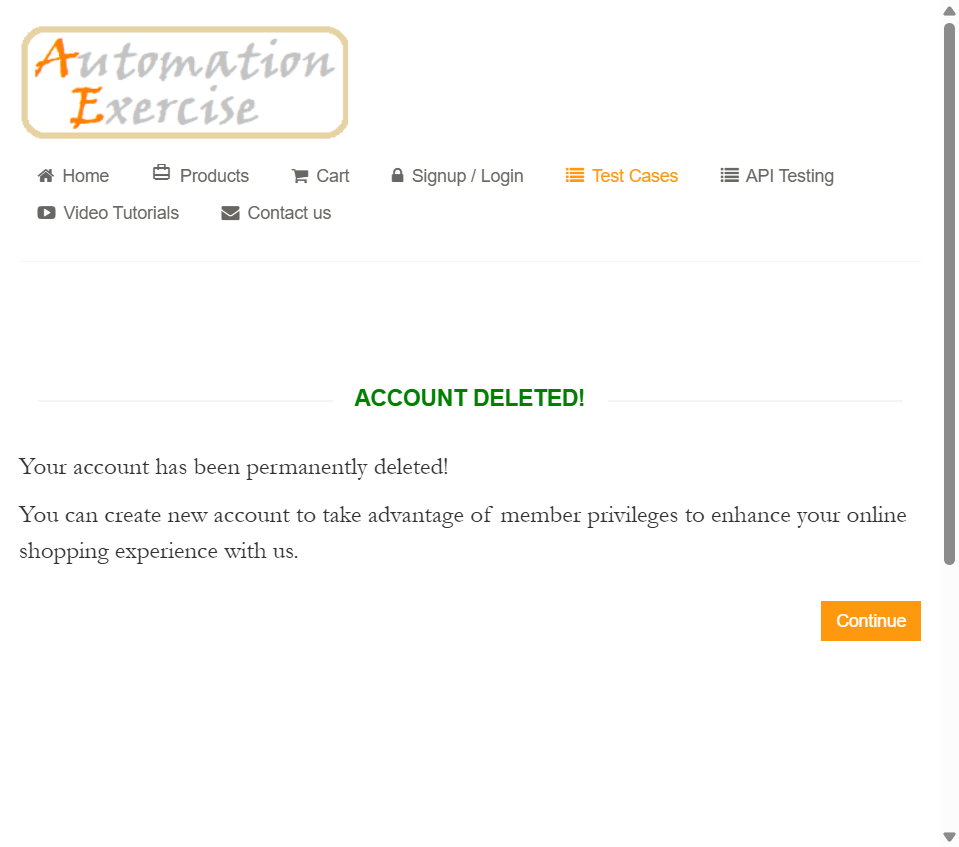 Automation
Exercise
Home Products Cart Signup / Login Test Cases API Testing
Video Tutorials Contact us
ACCOUNT DELETED!
Your account has been permanently deleted!
You can create new account to take advantage of member privileges to enhance your online
shopping experience with us.
Continue